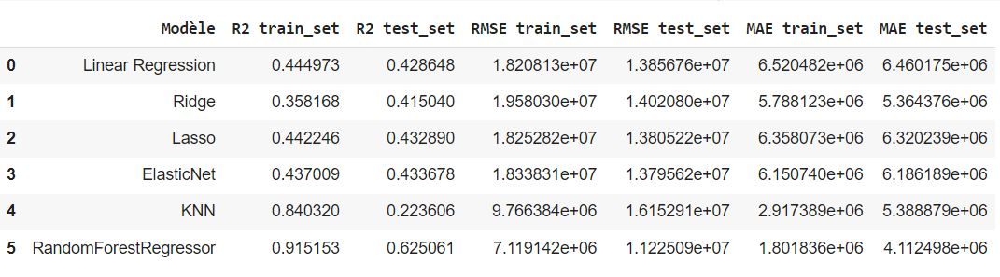 Modèle R2 train_set R2 test_set RMSE train_set RMSE test_set MAE train_set MAE test_set
0 Linear Regression 0.444973 0.428648 1.820813e+07 1.385676e+07 6.520482e+06 6.460175e+06
1 Ridge 0.358168 0.415040 1.958030e+07 1.402080e+07 5.788123e+06 5.364376e+06
2 Lasso 0.442246 0.432890 1.825282e+07 1.380522e+07 6.358073e+06 6.320239e+06
3 ElasticNet 0.437009 0.433678 1.833831e+07 1.379562e+07 6.150740e+06 6.186189e+06
4 KNN 0.840320 0.223606 9.766384e+06 1.615291e+07 2.917389e+06 5.388879e+06
5 RandomForestRegressor 0.915153 0.625061 7.119142e+06 1.122509e+07 1.801836e+06 4.112498e+06